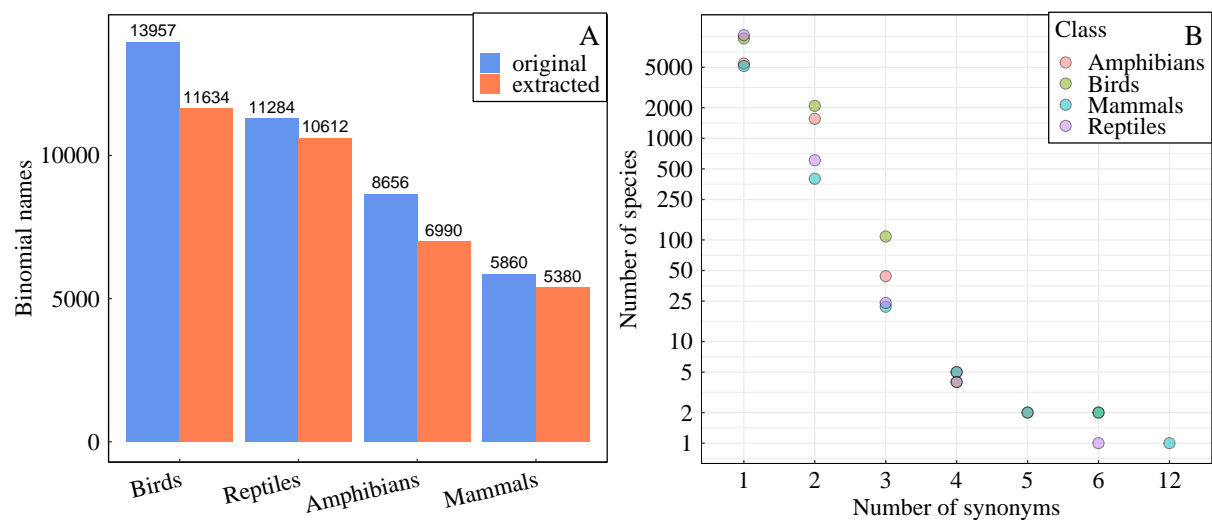 A
original
extracted
13957
11634
11284
10612
8656
6990
5860
5380
Binomial names
10000
5000
0
Birds
Reptiles
Amphibians
Mammals
B
Class
Amphibians
Birds
Mammals
Reptiles
Number of species
5000
2000
1000
500
250
100
50
25
10
5
2
1
1 2 3 4 5 6 12
Number of synonyms